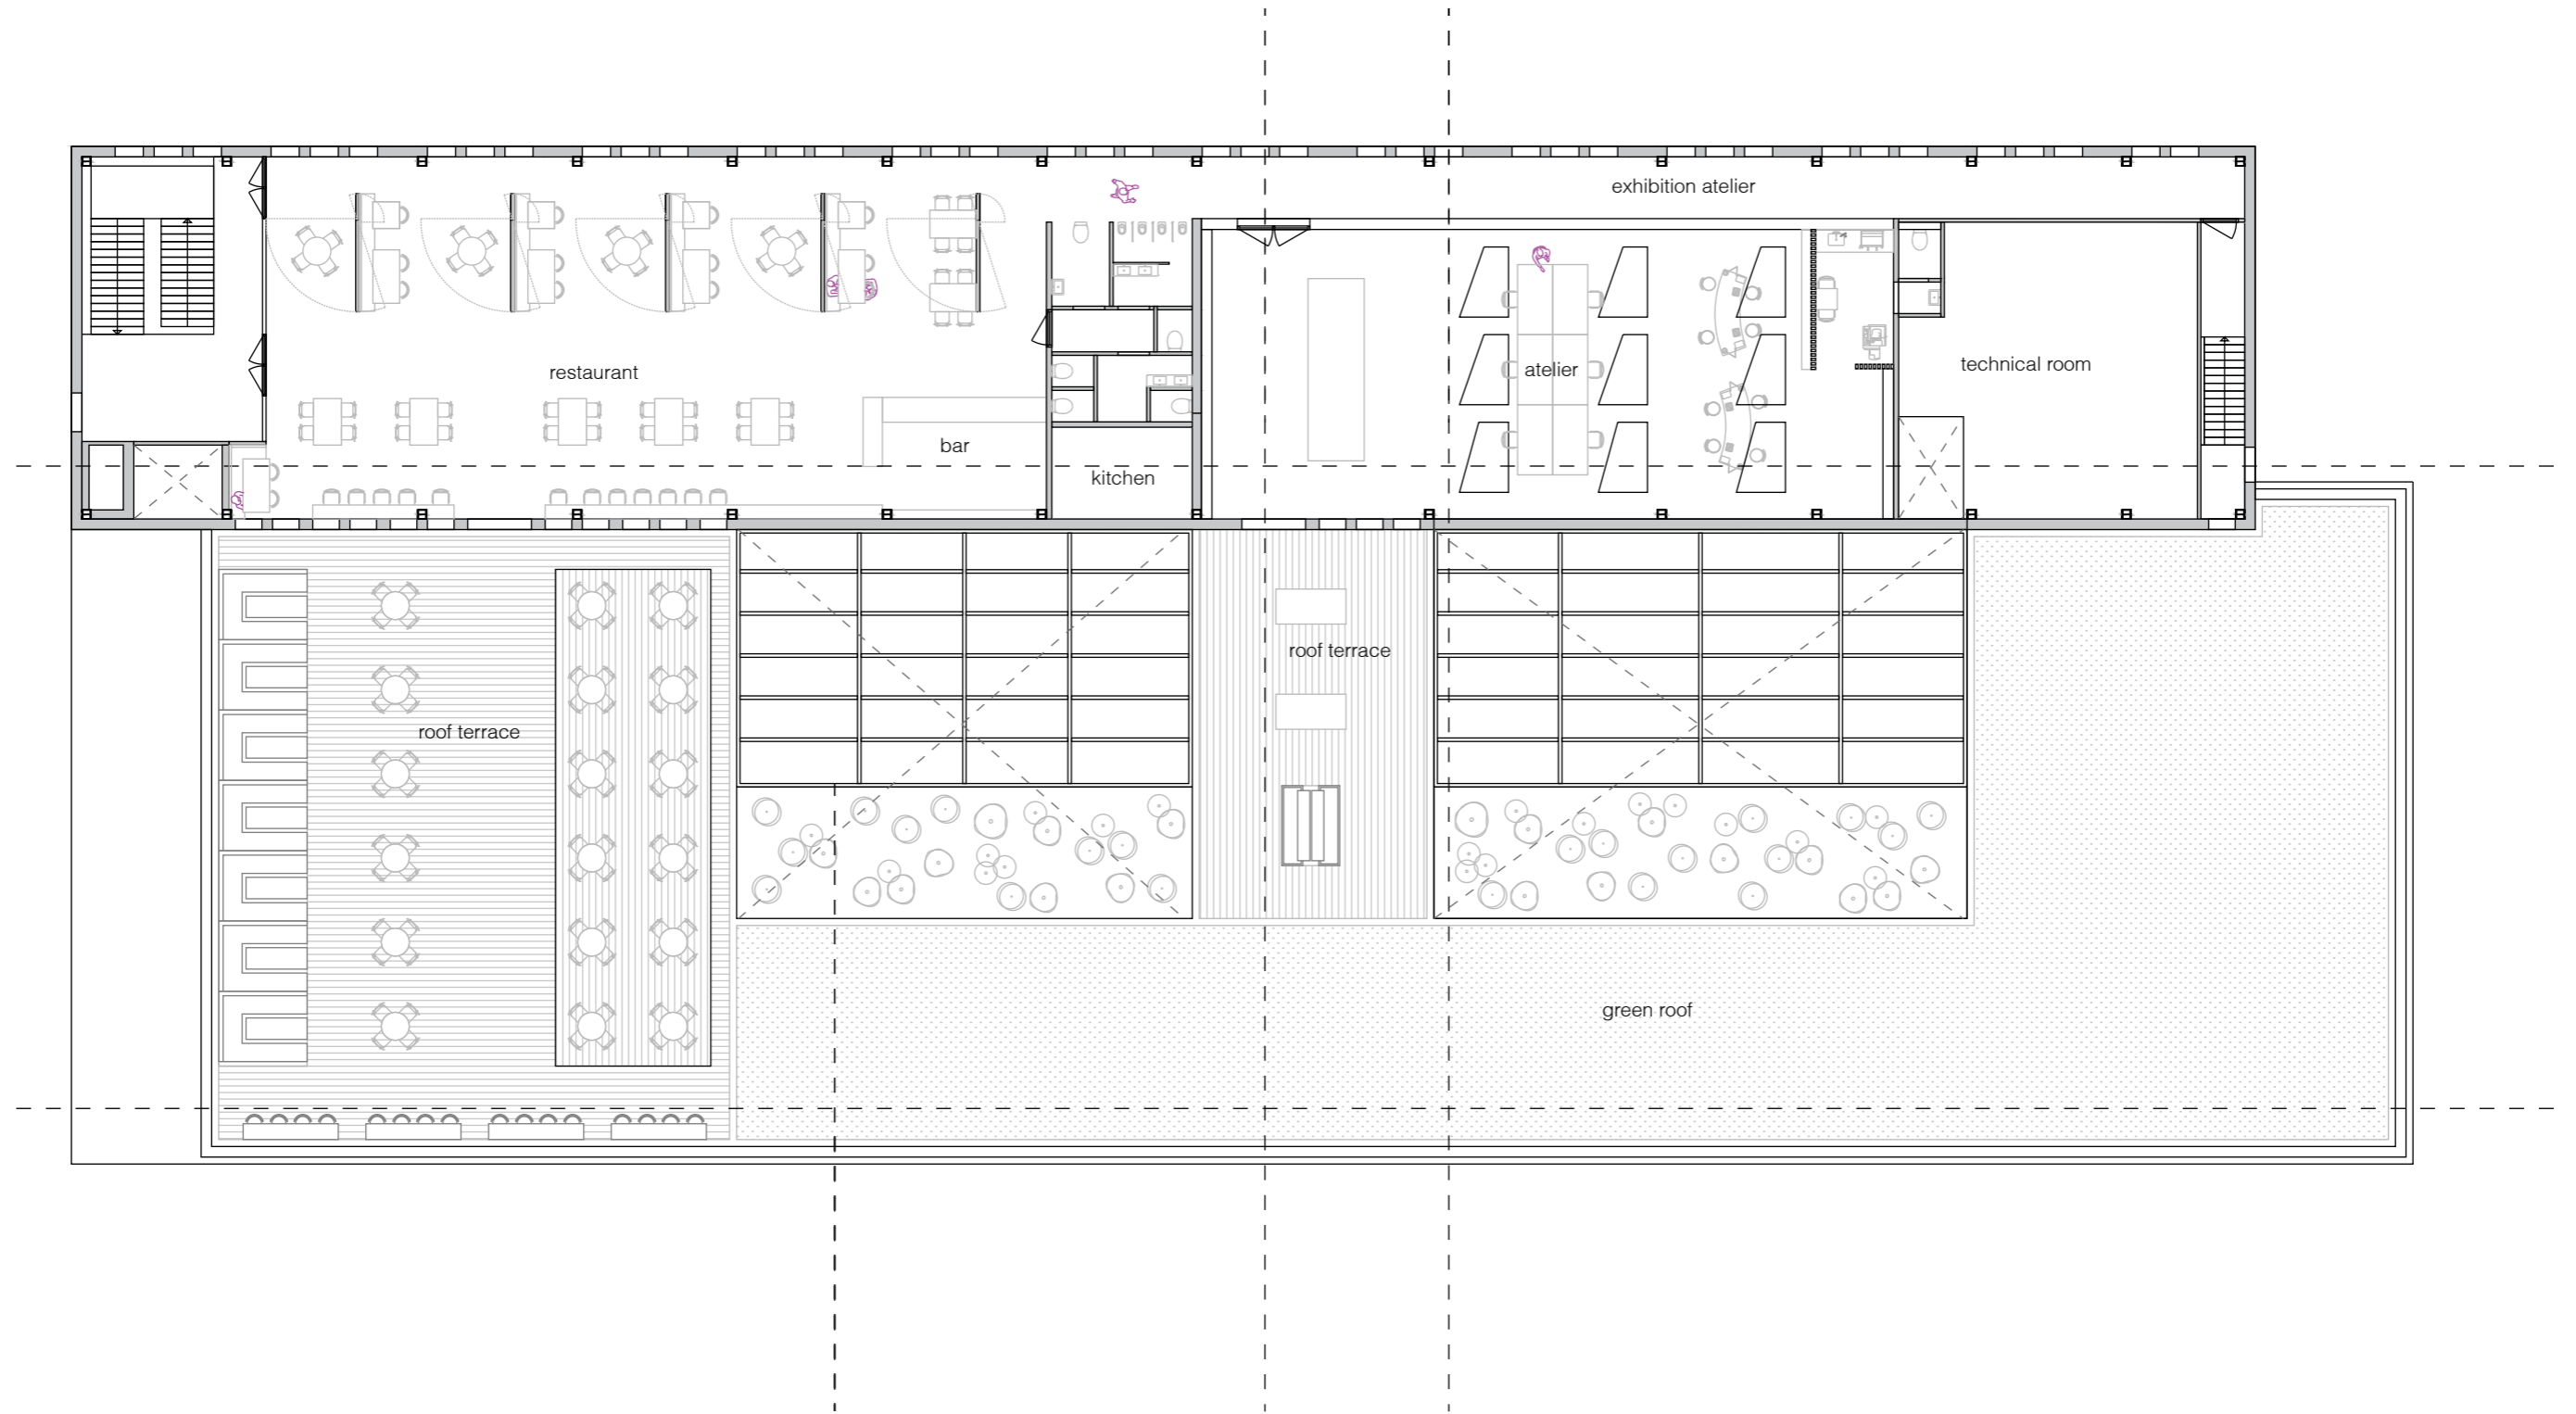 exhibition atelier
restaurant
atelier
technical room
bar
kitchen
roof terrace
roof terrace
green roof